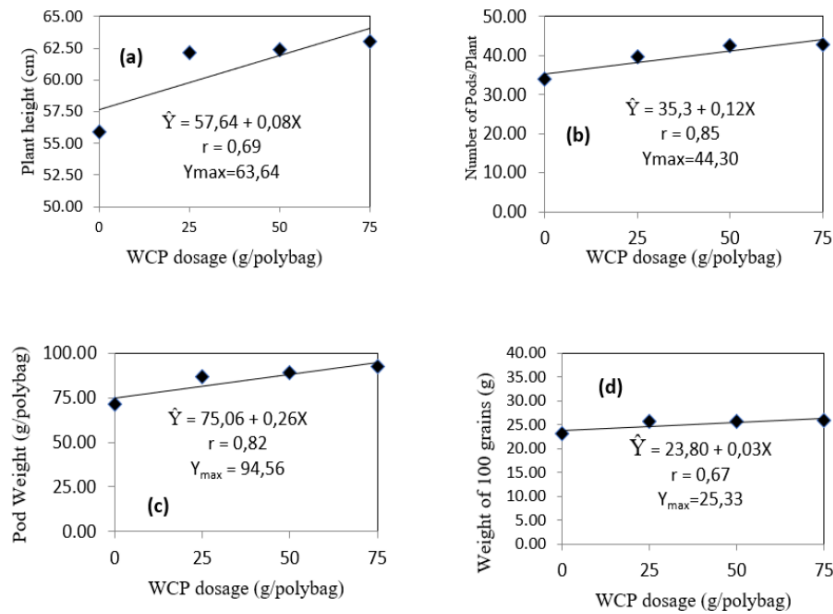 Plant height (cm)
65.00
62.50
60.00
57.50
55.00
52.50
50.00
(a)
Ŷ = 57,64 + 0,08X
r = 0,69
Ymax=63,64
0 25 50 75
WCP dosage (g/polybag)
Number of Pods/Plant
50.00
40.00
30.00
20.00
10.00
0.00
(b)
Ŷ = 35,3 + 0,12X
r = 0,85
Ymax=44,30
0 25 50 75
WCP dosage (g/polybag)
Pod Weight (g/polybag)
100.00
75.00
50.00
25.00
0.00
Ŷ = 75,06 + 0,26X
r = 0,82
Ymax = 94,56
(c)
0 25 50 75
WCP dosage (g/polybag)
Weight of 100 grains (g)
40.00
35.00
30.00
25.00
20.00
15.00
10.00
5.00
0.00
(d)
Ŷ = 23,80 + 0,03X
r = 0,67
Ymax=25,33
0 25 50 75
WCP dosage (g/polybag)